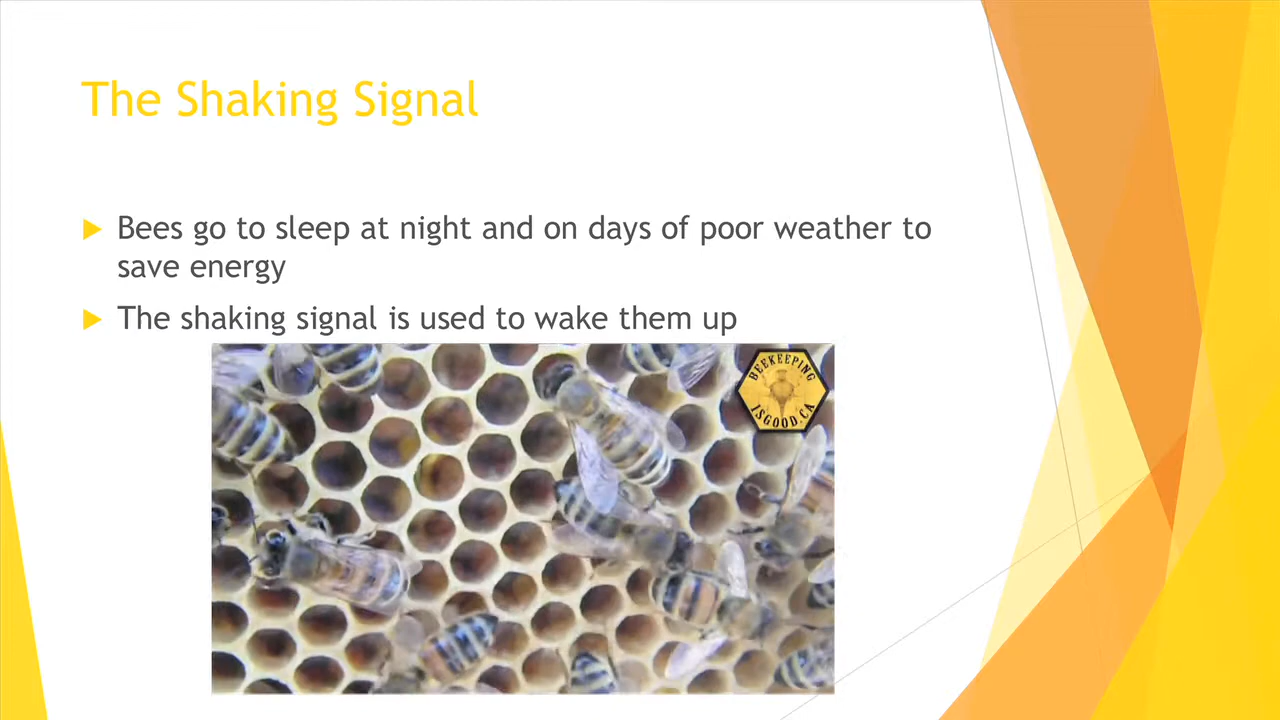 The Shaking Signal
Bees go to sleep at night and on days of poor weather to
save energy
The shaking signal is used to wake them up
BEEKEEPING
ISGOOD.CA